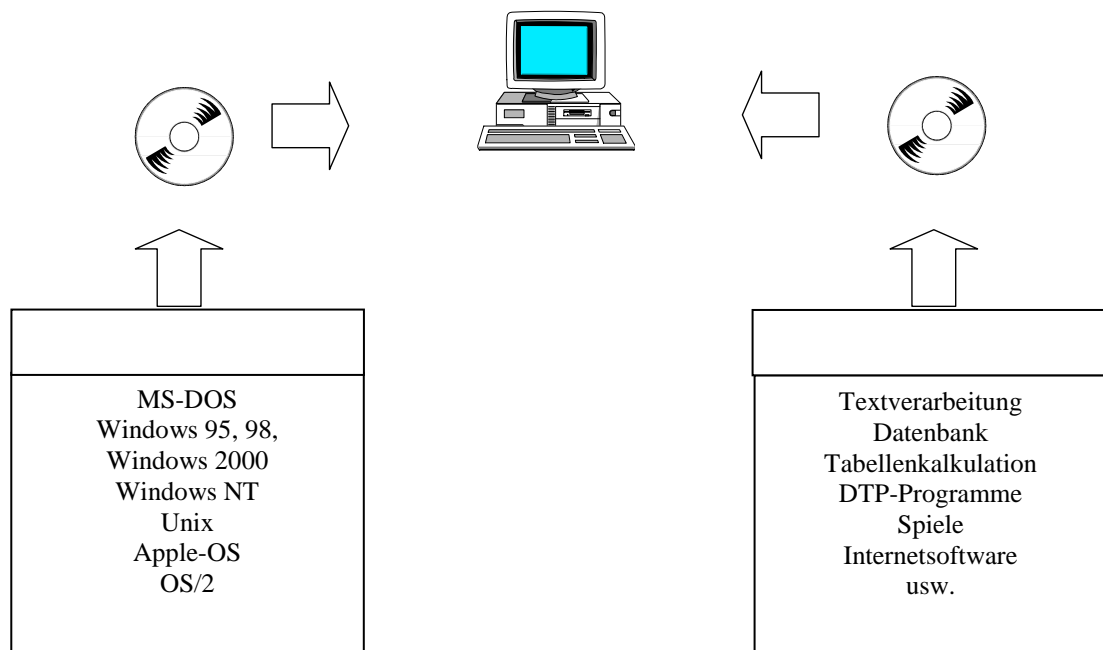 MS-DOS
Windows 95, 98,
Windows 2000
Windows NT
Unix
Apple-OS
OS/2
Textverarbeitung
Datenbank
Tabellenkalkulation
DTP-Programme
Spiele
Internetsoftware
usw.